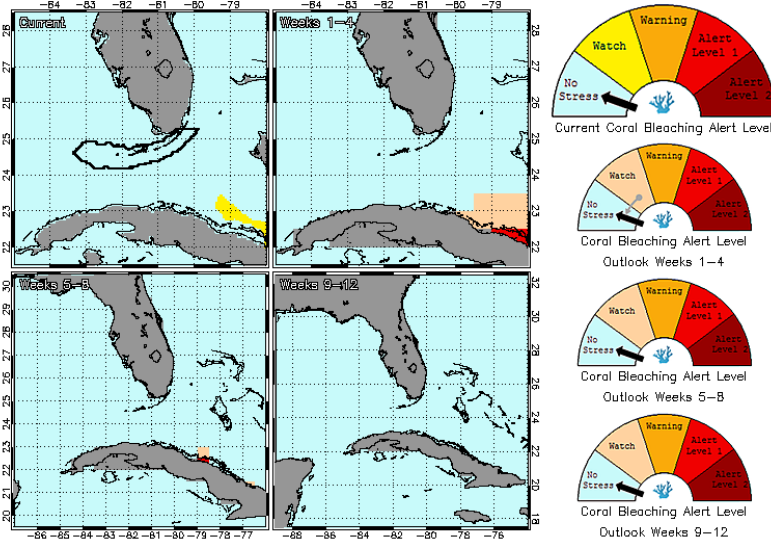 −84 −83 −82 −81 −80 −79
−84 −83 −82 −81 −80 −79
Current
Weeks 1−4
28
27
26
25
24
23
22
28
27
26
25
24
23
22
Weeks 5−8
Weeks 9−12
30
29
28
27
26
25
24
23
22
21
20
32
30
28
26
24
22
20
18
−86 −85 −84 −83 −82 −81 −80 −79 −78 −77
−88 −86 −84 −82 −80 −78 −76
No
Stress
Watch
Warning
Alert
Level 1
Alert
Level 2
Current Coral Bleaching Alert Level
No
Stress
Watch
Warning
Alert
Level 1
Alert
Level 2
Coral Bleaching Alert Level
Outlook Weeks 1−4
No
Stress
Watch
Warning
Alert
Level 1
Alert
Level 2
Coral Bleaching Alert Level
Outlook Weeks 5−8
No
Stress
Watch
Warning
Alert
Level 1
Alert
Level 2
Coral Bleaching Alert Level
Outlook Weeks 9−12